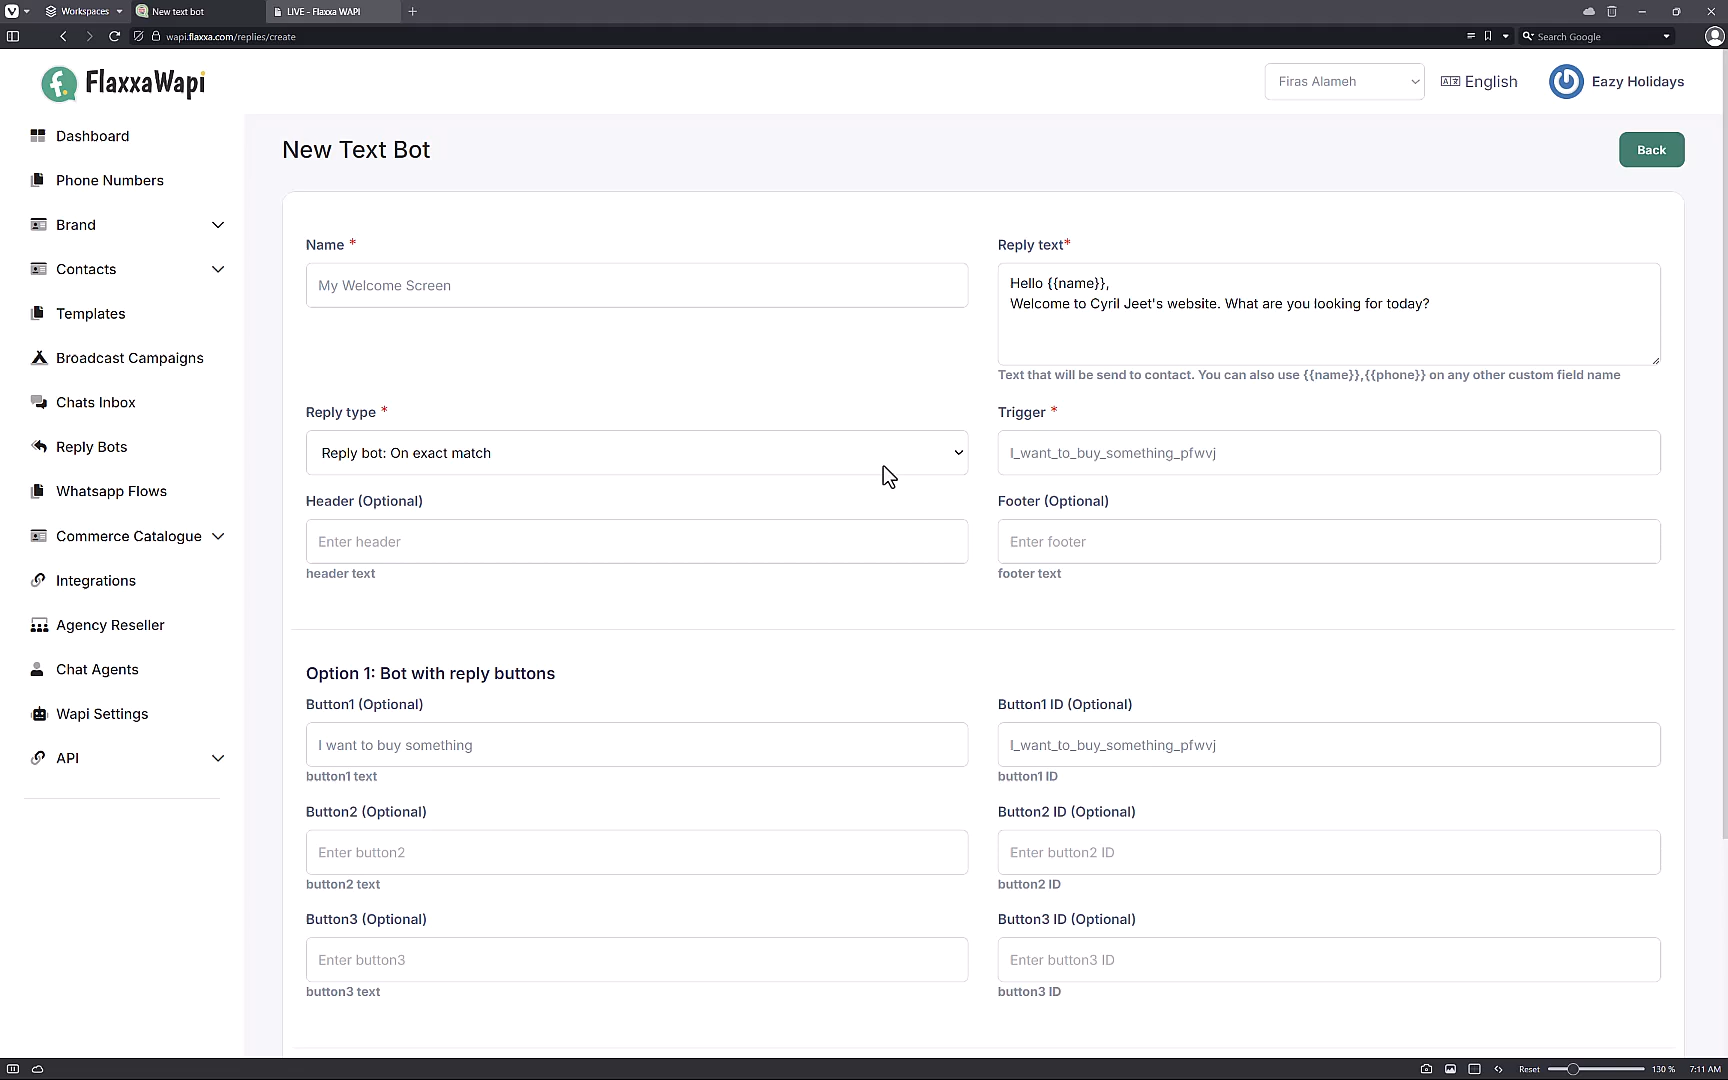 Workspaces
New text bot
LIVE - Flaxxa WAPI
wapi.flaxxa.com/replies/create
Search Google
FlaxxaWapi
Firas Alameh
English
Eazy Holidays
Dashboard
Phone Numbers
Brand
Contacts
Templates
Broadcast Campaigns
Chats Inbox
Reply Bots
Whatsapp Flows
Commerce Catalogue
Integrations
Agency Reseller
Chat Agents
Wapi Settings
API
New Text Bot
Back
Name *
My Welcome Screen
Reply text*
Hello {{name}},
Welcome to Cyril Jeet's website. What are you looking for today?
Text that will be send to contact. You can also use {{name}},{{phone}} on any other custom field name
Reply type *
Reply bot: On exact match
Trigger *
I_want_to_buy_something_pfwvj
Header (Optional)
Enter header
header text
Footer (Optional)
Enter footer
footer text
Option 1: Bot with reply buttons
Button1 (Optional)
I want to buy something
button1 text
Button1 ID (Optional)
I_want_to_buy_something_pfwvj
button1 ID
Button2 (Optional)
Enter button2
button2 text
Button2 ID (Optional)
Enter button2 ID
button2 ID
Button3 (Optional)
Enter button3
button3 text
Button3 ID (Optional)
Enter button3 ID
button3 ID
Reset
130 %
7:11 AM